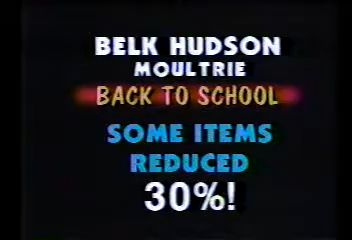 BELK HUDSON
MOULTRIE
BACK TO SCHOOL
SOME ITEMS
REDUCED
30%!